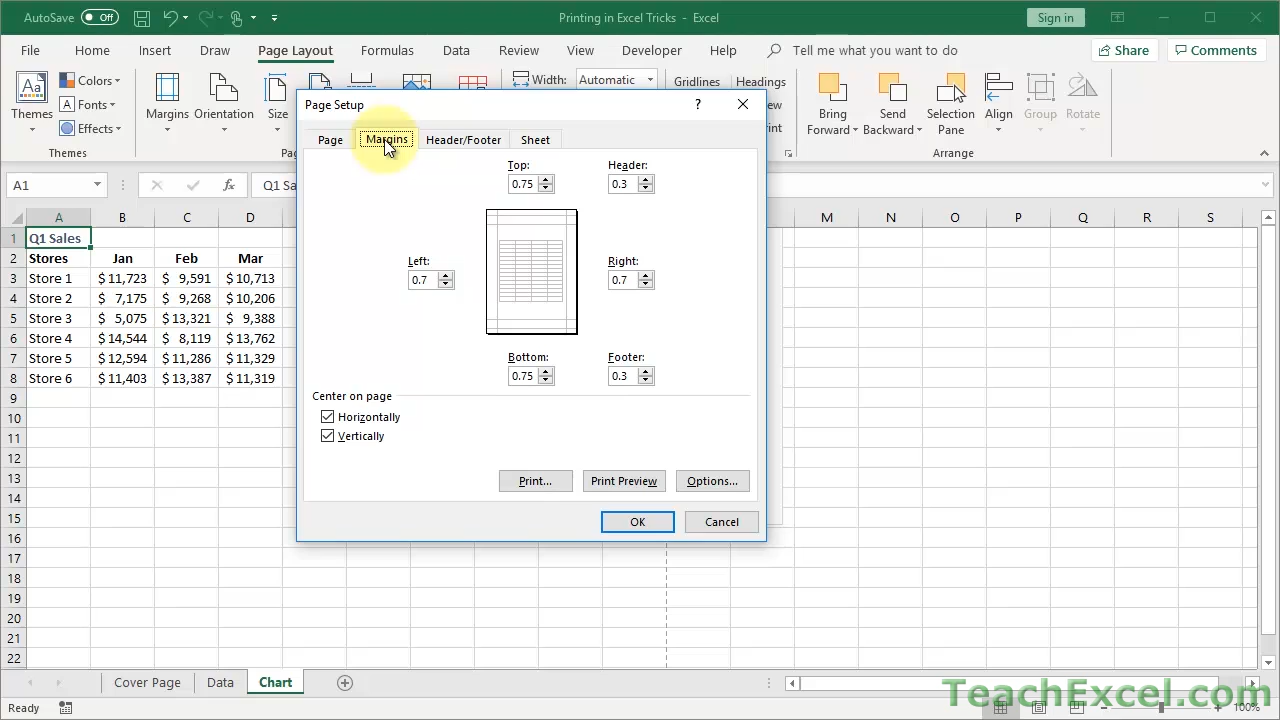 AutoSave Off Printing in Excel Tricks - Excel Sign in
File Home Insert Draw Page Layout Formulas Data Review View Developer Help Tell me what you want to do Share Comments
Themes Colors Fonts Effects Margins Orientation Size Width: Automatic Gridlines Headings Bring Forward Send Backward Selection Pane Align Group Rotate
Themes Arrange
Page Setup ? 
Page Margins Header/Footer Sheet
Top: Header:
0.75 0.3
Left: Right:
0.7 0.7
Bottom: Footer:
0.75 0.3
Center on page
Horizontally
Vertically
Print... Print Preview Options...
OK Cancel
A1 fx Q1 Sa
A B C D M N O P Q R S
1 Q1 Sales
2 Stores Jan Feb Mar
3 Store 1 $ 11,723 $ 9,591 $ 10,713
4 Store 2 $ 7,175 $ 9,268 $ 10,206
5 Store 3 $ 5,075 $ 13,321 $ 9,388
6 Store 4 $ 14,544 $ 8,119 $ 13,762
7 Store 5 $ 12,594 $ 11,286 $ 11,329
8 Store 6 $ 11,403 $ 13,387 $ 11,319
9
10
11
12
13
14
15
16
17
18
19
20
21
22
Cover Page Data Chart
Ready 100%
TeachExcel.com